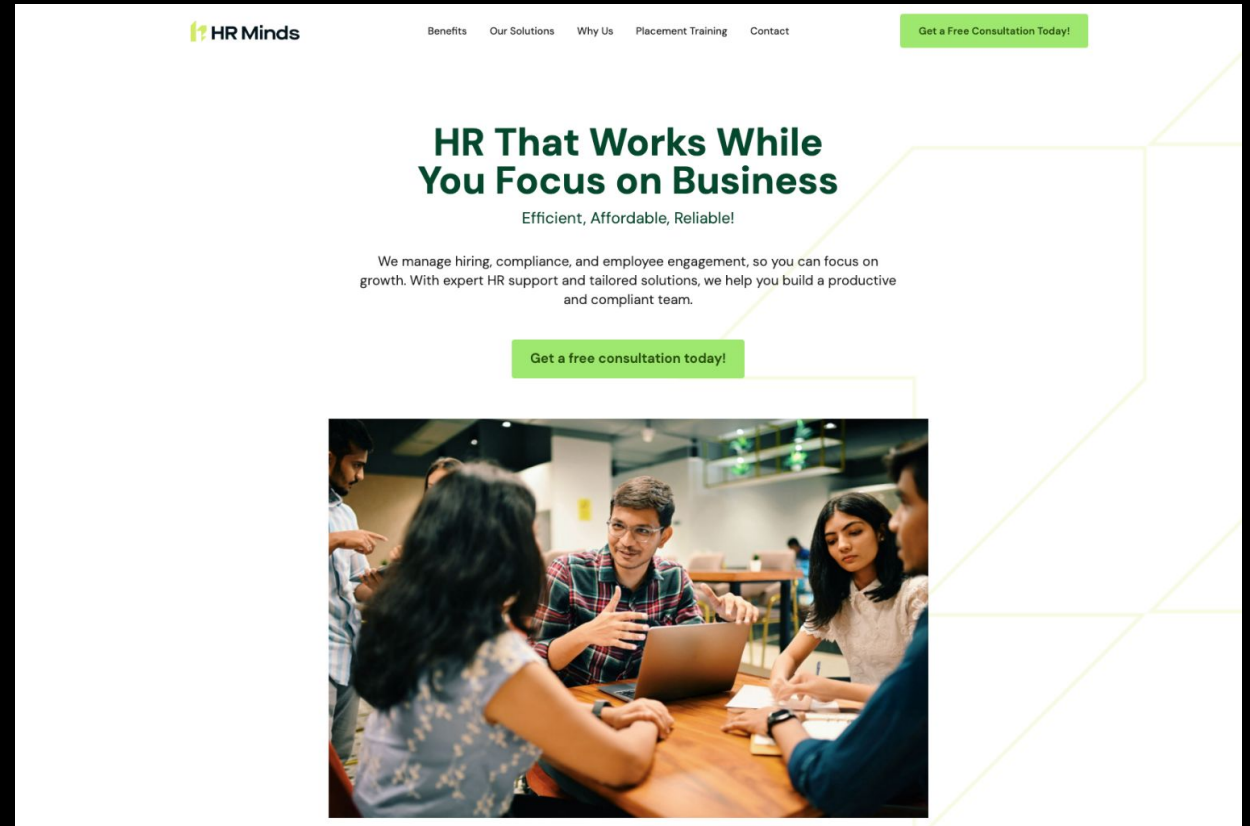 HR Minds
Benefits
Our Solutions
Why Us
Placement Training
Contact
Get a Free Consultation Today!
HR That Works While
You Focus on Business
Efficient, Affordable, Reliable!
We manage hiring, compliance, and employee engagement, so you can focus on
growth. With expert HR support and tailored solutions, we help you build a productive
and compliant team.
Get a free consultation today!